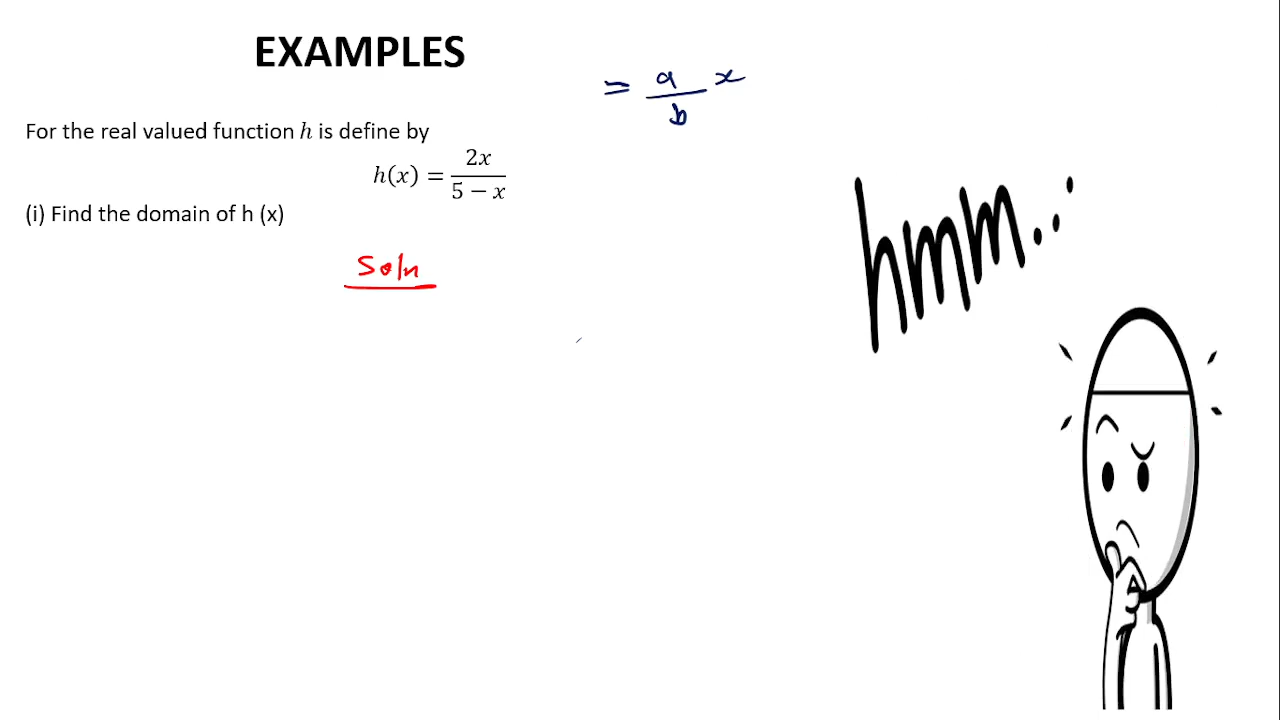 EXAMPLES
= a/b x
For the real valued function h is define by
h(x) = 2x/(5 − x)
(i) Find the domain of h (x)
Soln
hmm...